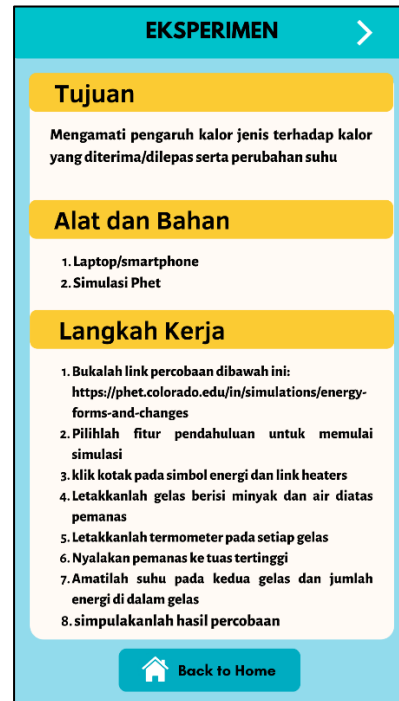 EKSPERIMEN
Tujuan
Mengamati pengaruh kalor jenis terhadap kalor
yang diterima/dilepas serta perubahan suhu
Alat dan Bahan
1. Laptop/smartphone
2. Simulasi Phet
Langkah Kerja
1. Bukalah link percobaan dibawah ini:
https://phet.colorado.edu/in/simulations/energy-
forms-and-changes
2. Pilihlah fitur pendahuluan untuk memulai
simulasi
3. klik kotak pada simbol energi dan link heaters
4. Letakkanlah gelas berisi minyak dan air diatas
pemanas
5. Letakkanlah termometer pada setiap gelas
6. Nyalakan pemanas ke tuas tertinggi
7. Amatilah suhu pada kedua gelas dan jumlah
energi di dalam gelas
8. simpulakanlah hasil percobaan
Back to Home